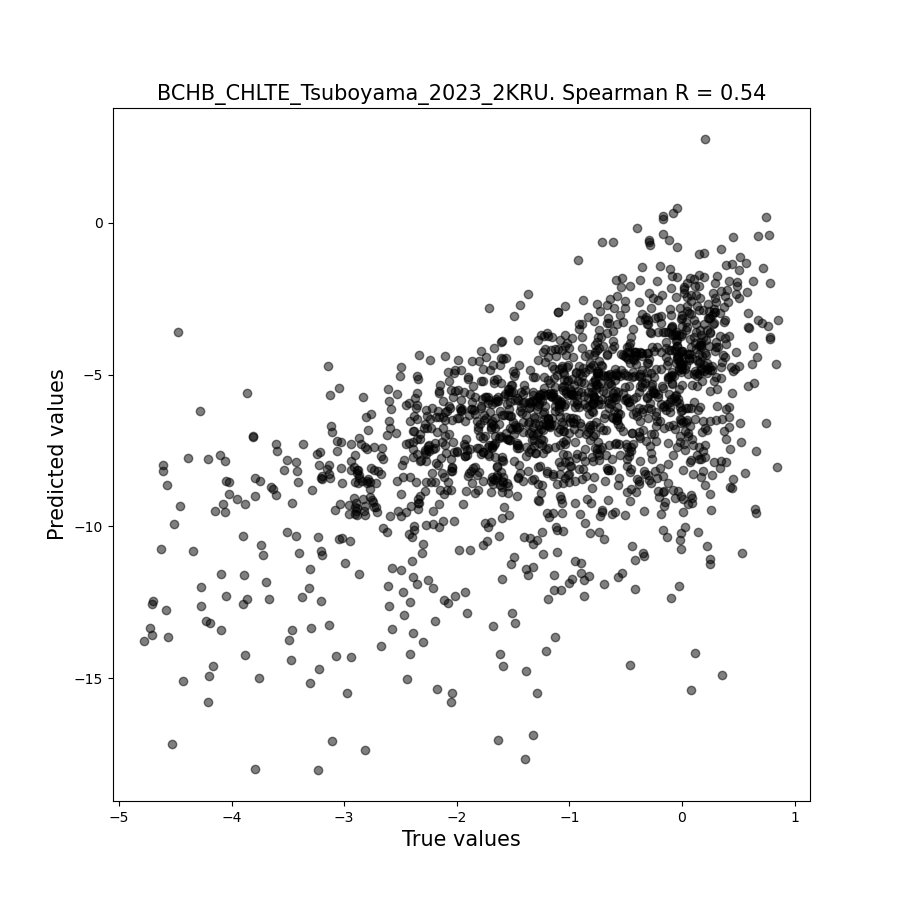 BCHB_CHLTE_Tsuboyama_2023_2KRU. Spearman R = 0.54
0
−5
−10
−15
Predicted values
−5 −4 −3 −2 −1 0 1
True values